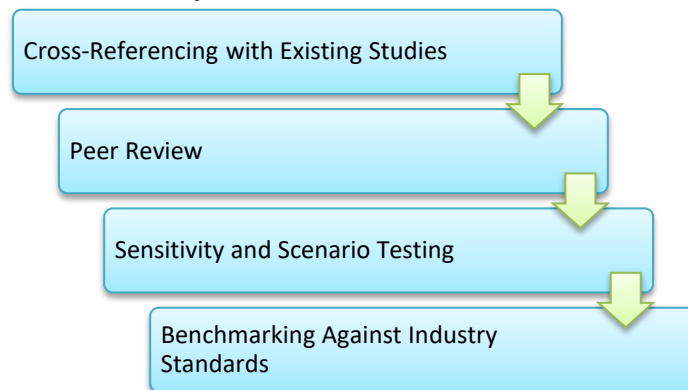 Cross-Referencing with Existing Studies
Peer Review
Sensitivity and Scenario Testing
Benchmarking Against Industry
Standards